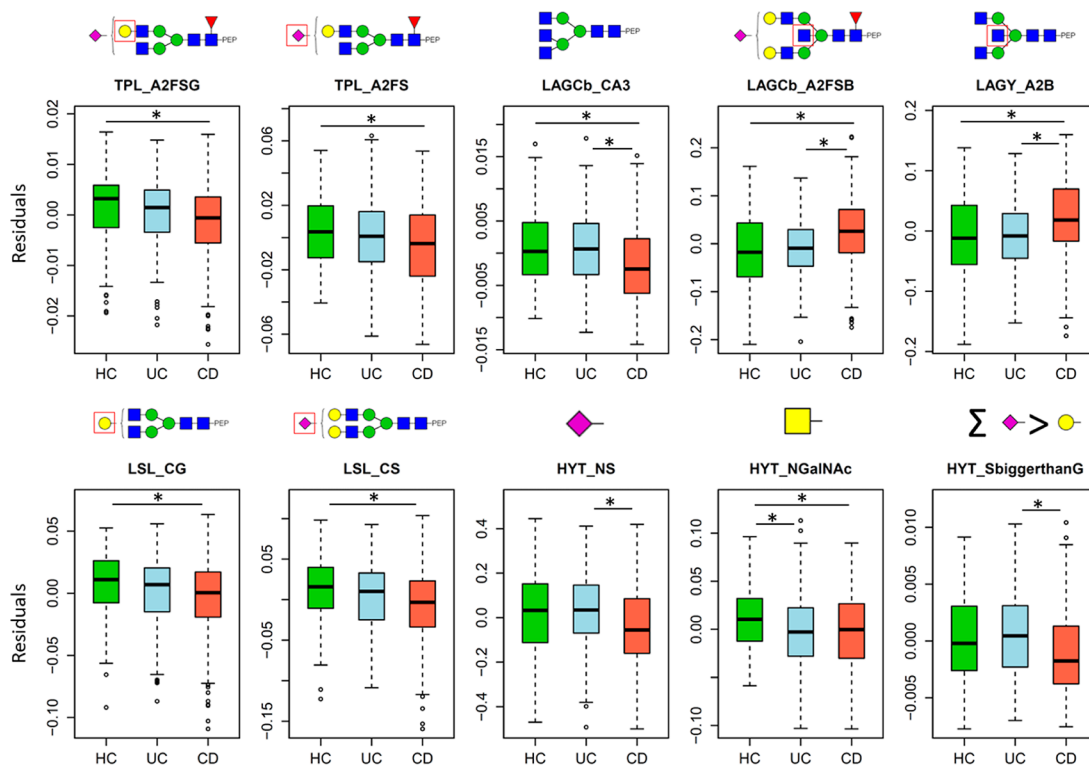 PEP PEP PEP PEP PEP
TPL_A2FSG TPL_A2FS LAGCb_CA3 LAGCb_A2FSB LAGY_A2B
* * * * *
* * *
Residuals
0.02 0.01 0.00 −0.01 −0.02
0.06 0.02 −0.02 −0.06
0.015 0.005 −0.005 −0.015
0.2 0.1 0.0 −0.1 −0.2
0.2 0.1 0.0 −0.1 −0.2
HC UC CD HC UC CD HC UC CD HC UC CD HC UC CD
PEP PEP Σ >
LSL_CG LSL_CS HYT_NS HYT_NGalNAc HYT_SbiggerthanG
* * * * * *
Residuals
0.05 0.00 −0.05 −0.10
0.05 −0.05 −0.15
0.4 0.2 0.0 −0.2 −0.4
0.10 0.05 0.00 −0.10
0.010 0.005 0.000 −0.005
HC UC CD HC UC CD HC UC CD HC UC CD HC UC CD